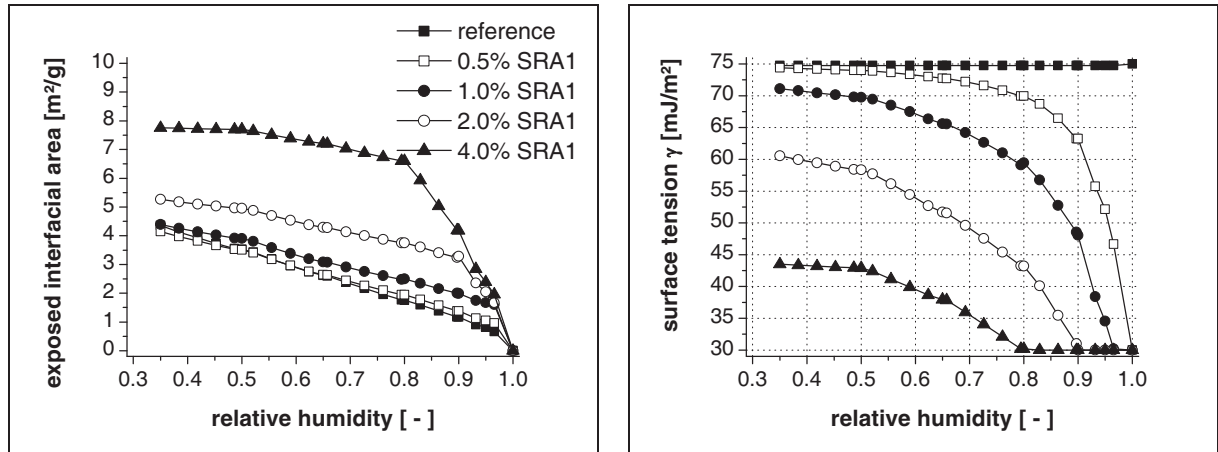 reference
0.5% SRA1
1.0% SRA1
2.0% SRA1
4.0% SRA1
10
9
8
7
6
5
4
3
2
1
0
exposed interfacial area [m²/g]
0.3 0.4 0.5 0.6 0.7 0.8 0.9 1.0
relative humidity [ - ]
75
70
65
60
55
50
45
40
35
30
surface tension γ [mJ/m²]
0.3 0.4 0.5 0.6 0.7 0.8 0.9 1.0
relative humidity [ - ]